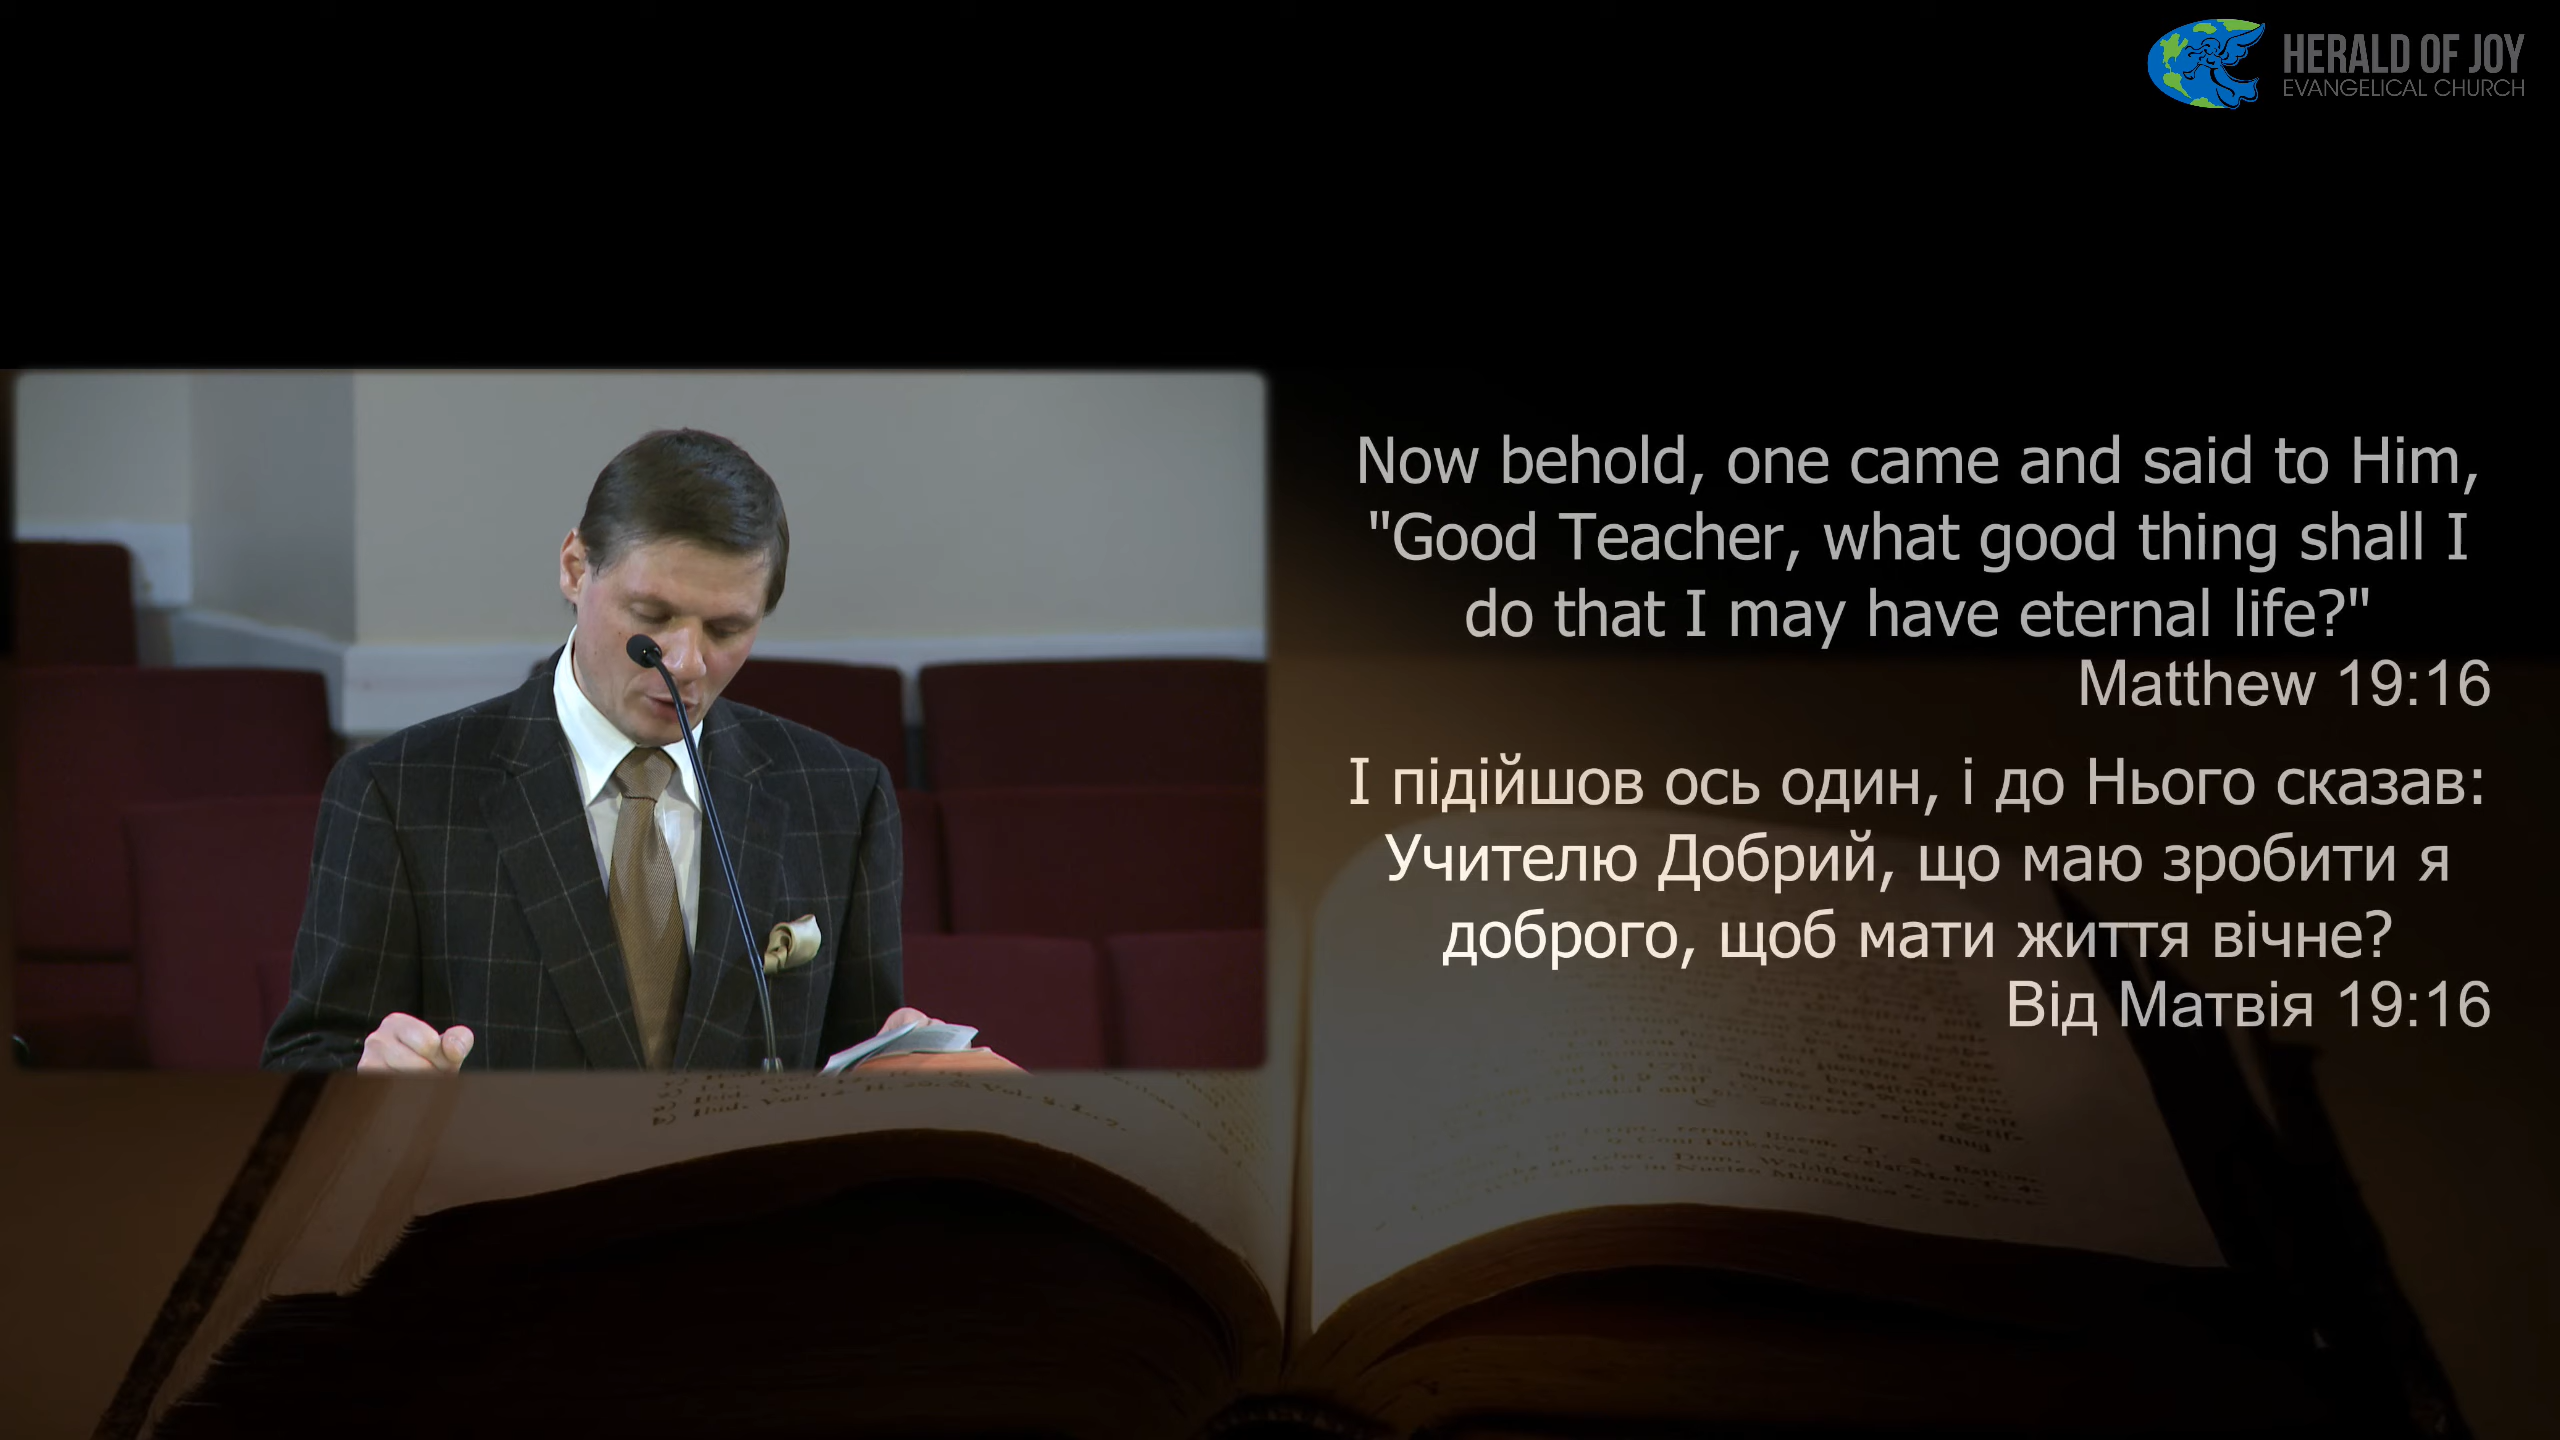 HERALD OF JOY
EVANGELICAL CHURCH
Now behold, one came and said to Him,
"Good Teacher, what good thing shall I
do that I may have eternal life?"
Matthew 19:16
І підійшов ось один, і до Нього сказав:
Учителю Добрий, що маю зробити я
доброго, щоб мати життя вічне?
Від Матвія 19:16